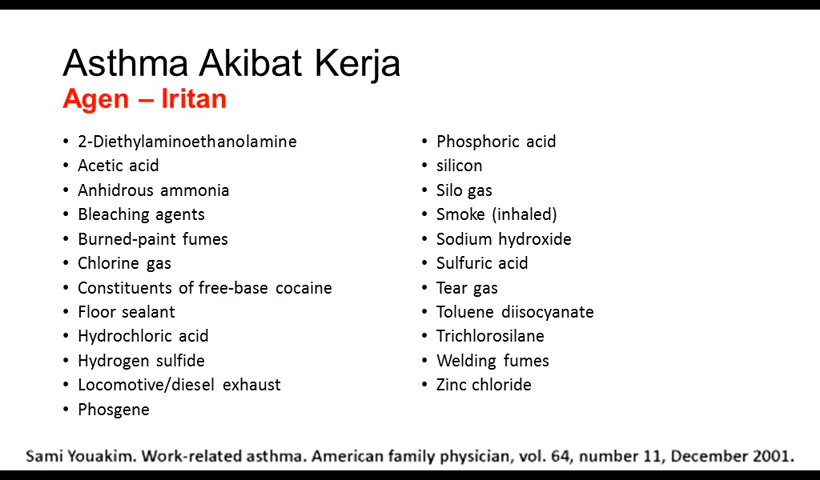 Asthma Akibat Kerja
Agen – Iritan
• 2-Diethylaminoethanolamine
• Acetic acid
• Anhidrous ammonia
• Bleaching agents
• Burned-paint fumes
• Chlorine gas
• Constituents of free-base cocaine
• Floor sealant
• Hydrochloric acid
• Hydrogen sulfide
• Locomotive/diesel exhaust
• Phosgene
• Phosphoric acid
• silicon
• Silo gas
• Smoke (inhaled)
• Sodium hydroxide
• Sulfuric acid
• Tear gas
• Toluene diisocyanate
• Trichlorosilane
• Welding fumes
• Zinc chloride
Sami Youakim. Work-related asthma. American family physician, vol. 64, number 11, December 2001.